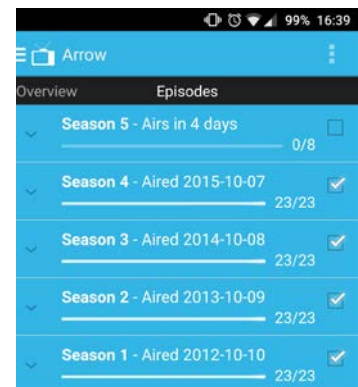 99% 16:39
Arrow
Overview Episodes
Season 5 - Airs in 4 days
0/8
Season 4 - Aired 2015-10-07
23/23
Season 3 - Aired 2014-10-08
23/23
Season 2 - Aired 2013-10-09
23/23
Season 1 - Aired 2012-10-10
23/23